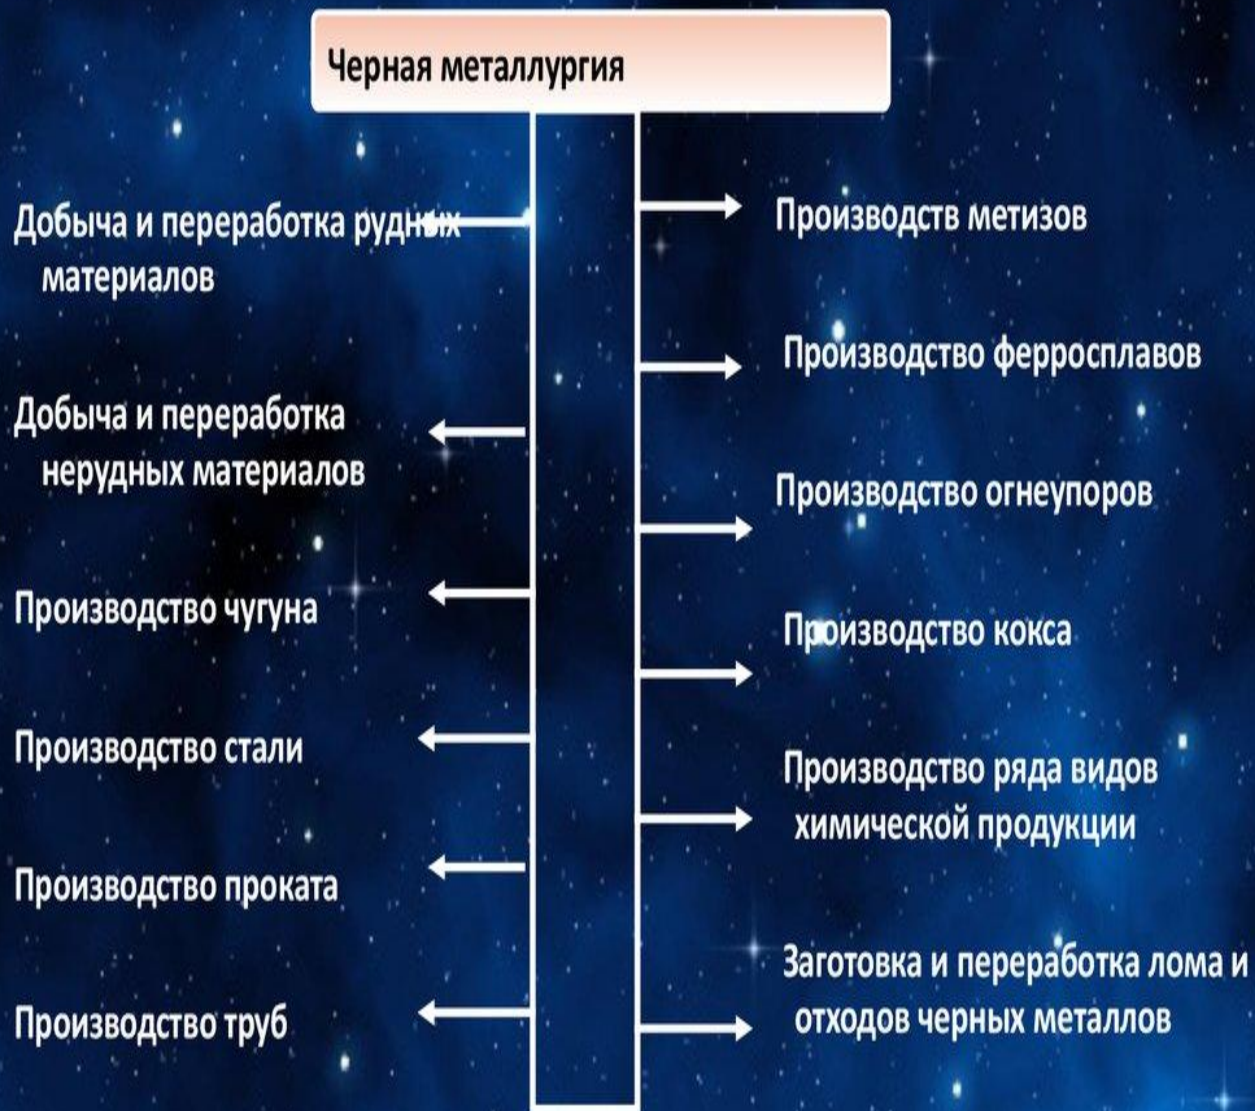 Черная металлургия
Добыча и переработка рудных
материалов
Добыча и переработка
нерудных материалов
Производство чугуна
Производство стали
Производство проката
Производство труб
Производств метизов
Производство ферросплавов
Производство огнеупоров
Производство кокса
Производство ряда видов
химической продукции
Заготовка и переработка лома и
отходов черных металлов